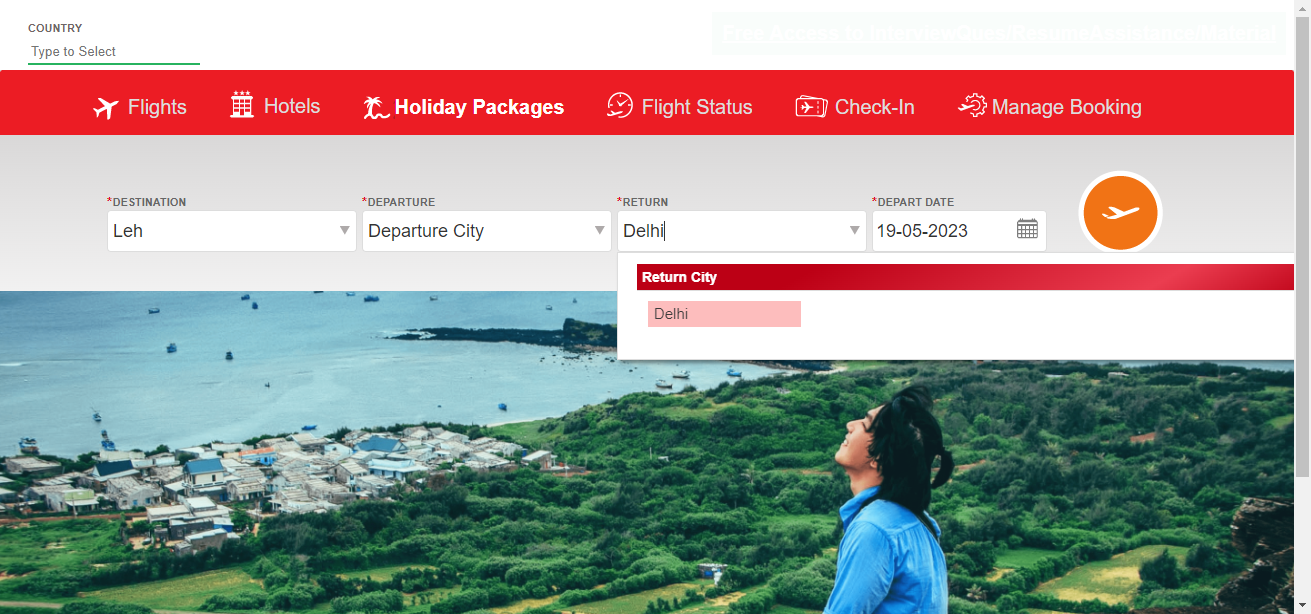 COUNTRY
Type to Select
Free Access to InterviewQues/ResumeAssistance/Material
Flights Hotels Holiday Packages Flight Status Check-In Manage Booking
*DESTINATION *DEPARTURE *RETURN *DEPART DATE
Leh Departure City Delhi 19-05-2023
Return City
Delhi